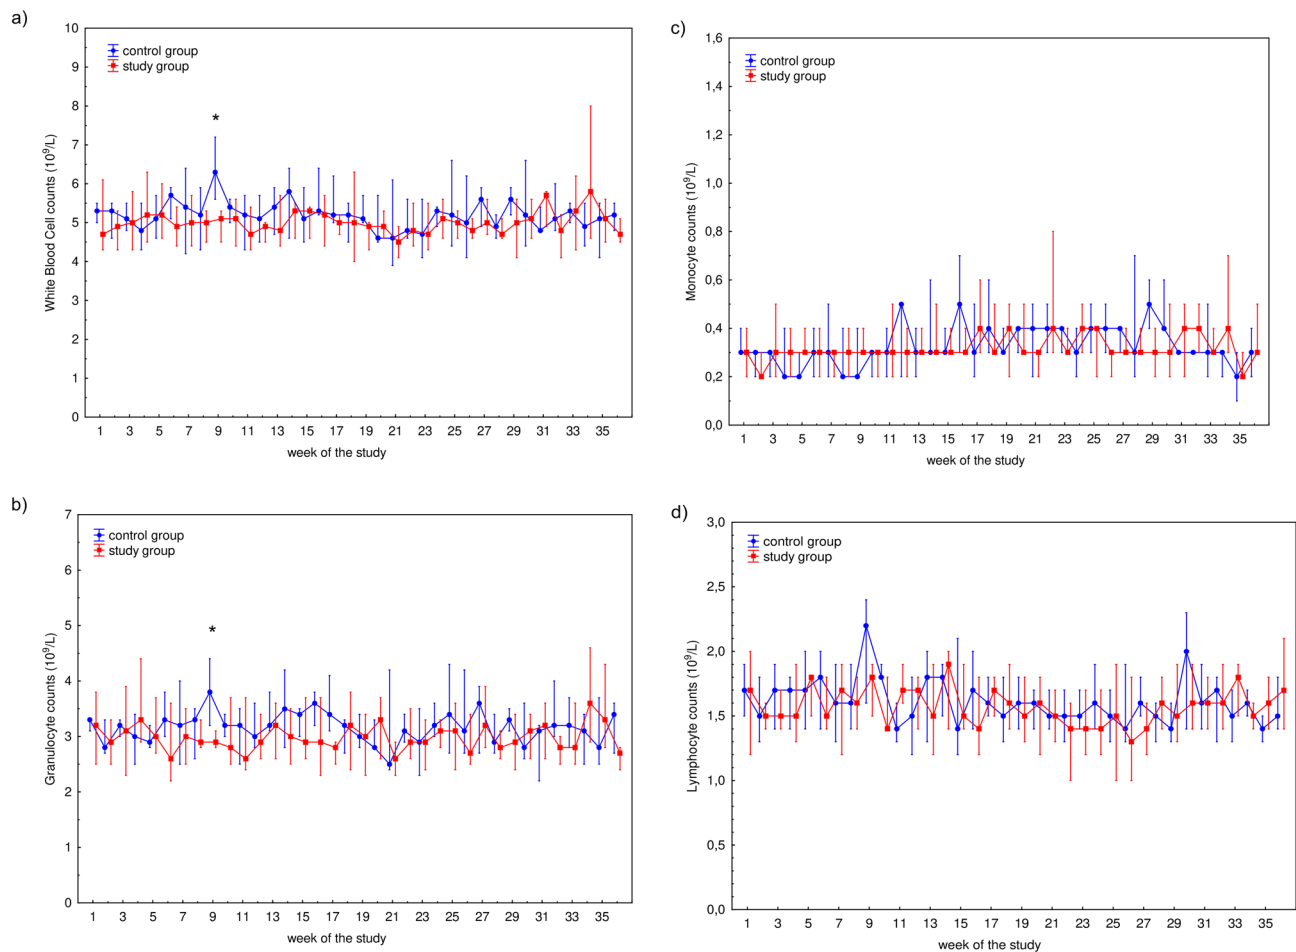 a)
10
9
8
7
6
5
4
3
2
1
0
White Blood Cell counts (10⁹/L)
control group
study group
*
1 3 5 7 9 11 13 15 17 19 21 23 25 27 29 31 33 35
week of the study
c)
1,6
1,4
1,2
1,0
0,8
0,6
0,4
0,2
0,0
Monocyte counts (10⁹/L)
control group
study group
1 3 5 7 9 11 13 15 17 19 21 23 25 27 29 31 33 35
week of the study
b)
7
6
5
4
3
2
1
0
Granulocyte counts (10⁹/L)
control group
study group
*
1 3 5 7 9 11 13 15 17 19 21 23 25 27 29 31 33 35
week of the study
d)
3,0
2,5
2,0
1,5
1,0
0,5
0,0
Lymphocyte counts (10⁹/L)
control group
study group
1 3 5 7 9 11 13 15 17 19 21 23 25 27 29 31 33 35
week of the study